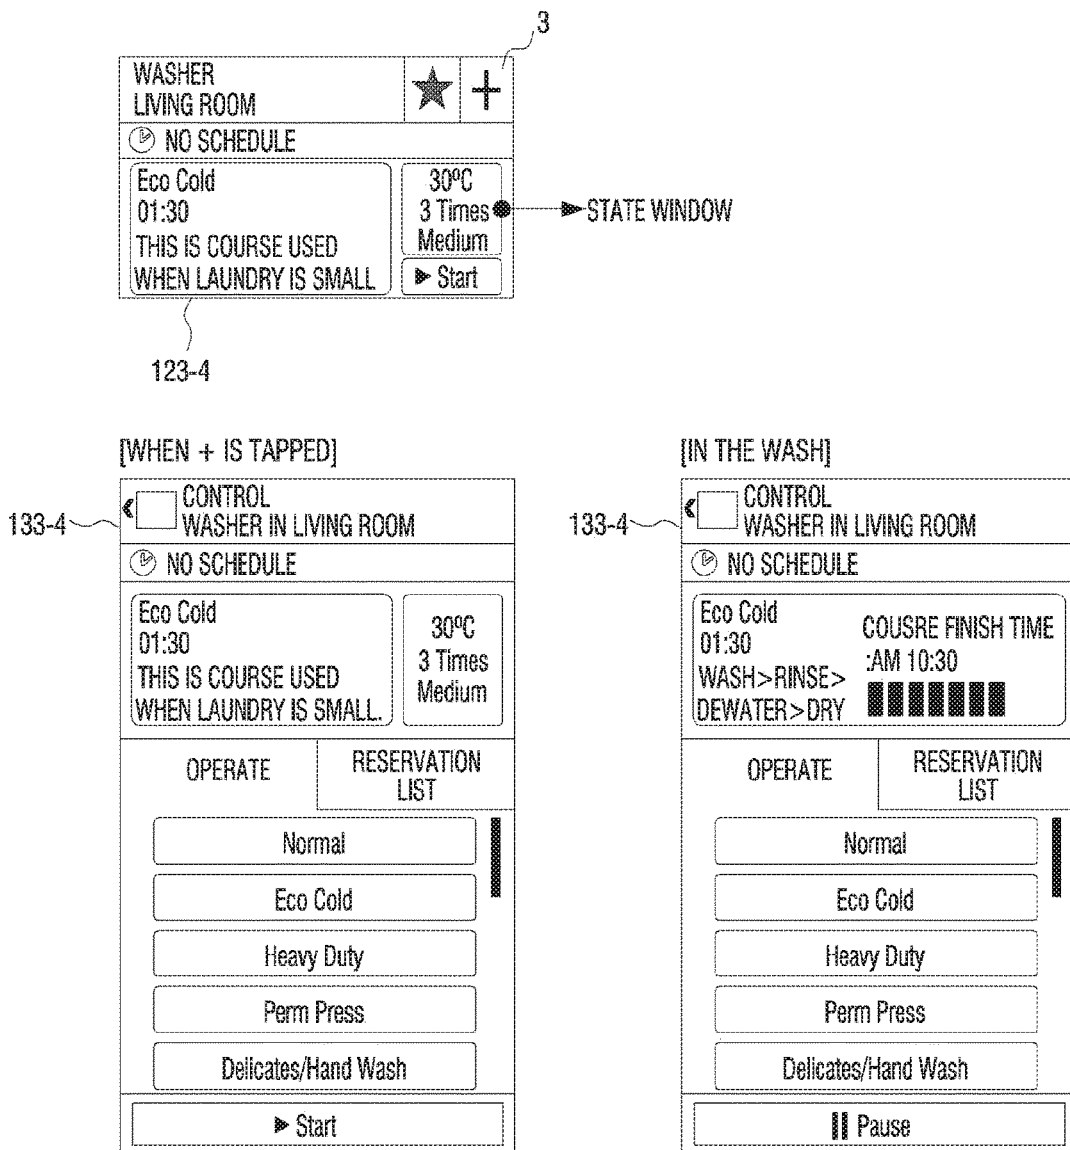 3
WASHER
LIVING ROOM
+
NO SCHEDULE
Eco Cold
01:30
THIS IS COURSE USED
WHEN LAUNDRY IS SMALL
30ºC
3 Times
Medium
Start
STATE WINDOW
123-4
[WHEN + IS TAPPED]
133-4
CONTROL
WASHER IN LIVING ROOM
NO SCHEDULE
Eco Cold
01:30
THIS IS COURSE USED
WHEN LAUNDRY IS SMALL.
30ºC
3 Times
Medium
OPERATE
RESERVATION
LIST
Normal
Eco Cold
Heavy Duty
Perm Press
Delicates/Hand Wash
Start
[IN THE WASH]
133-4
CONTROL
WASHER IN LIVING ROOM
NO SCHEDULE
Eco Cold
01:30
WASH>RINSE>
DEWATER>DRY
COUSRE FINISH TIME
:AM 10:30
OPERATE
RESERVATION
LIST
Normal
Eco Cold
Heavy Duty
Perm Press
Delicates/Hand Wash
Pause